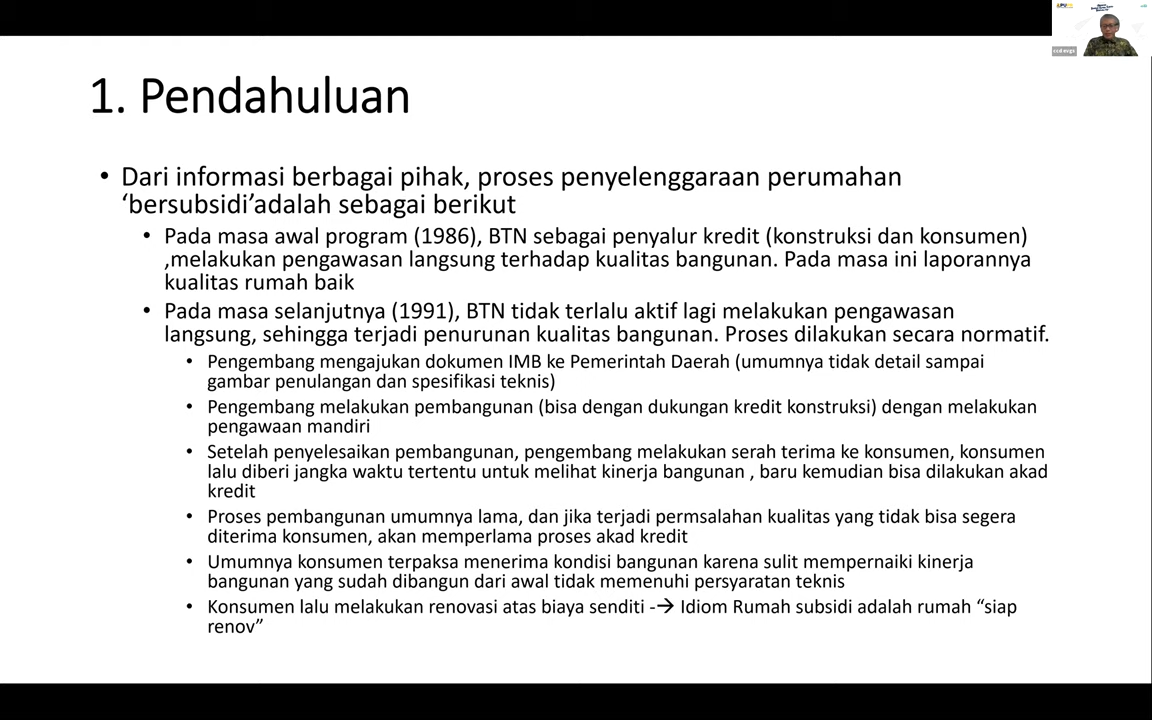 1. Pendahuluan
• Dari informasi berbagai pihak, proses penyelenggaraan perumahan
‘bersubsidi’adalah sebagai berikut
• Pada masa awal program (1986), BTN sebagai penyalur kredit (konstruksi dan konsumen)
,melakukan pengawasan langsung terhadap kualitas bangunan. Pada masa ini laporannya
kualitas rumah baik
• Pada masa selanjutnya (1991), BTN tidak terlalu aktif lagi melakukan pengawasan
langsung, sehingga terjadi penurunan kualitas bangunan. Proses dilakukan secara normatif.
• Pengembang mengajukan dokumen IMB ke Pemerintah Daerah (umumnya tidak detail sampai
gambar penulangan dan spesifikasi teknis)
• Pengembang melakukan pembangunan (bisa dengan dukungan kredit konstruksi) dengan melakukan
pengawaan mandiri
• Setelah penyelesaikan pembangunan, pengembang melakukan serah terima ke konsumen, konsumen
lalu diberi jangka waktu tertentu untuk melihat kinerja bangunan , baru kemudian bisa dilakukan akad
kredit
• Proses pembangunan umumnya lama, dan jika terjadi permsalahan kualitas yang tidak bisa segera
diterima konsumen, akan memperlama proses akad kredit
• Umumnya konsumen terpaksa menerima kondisi bangunan karena sulit mempernaiki kinerja
bangunan yang sudah dibangun dari awal tidak memenuhi persyaratan teknis
• Konsumen lalu melakukan renovasi atas biaya senditi -→ Idiom Rumah subsidi adalah rumah “siap
renov”